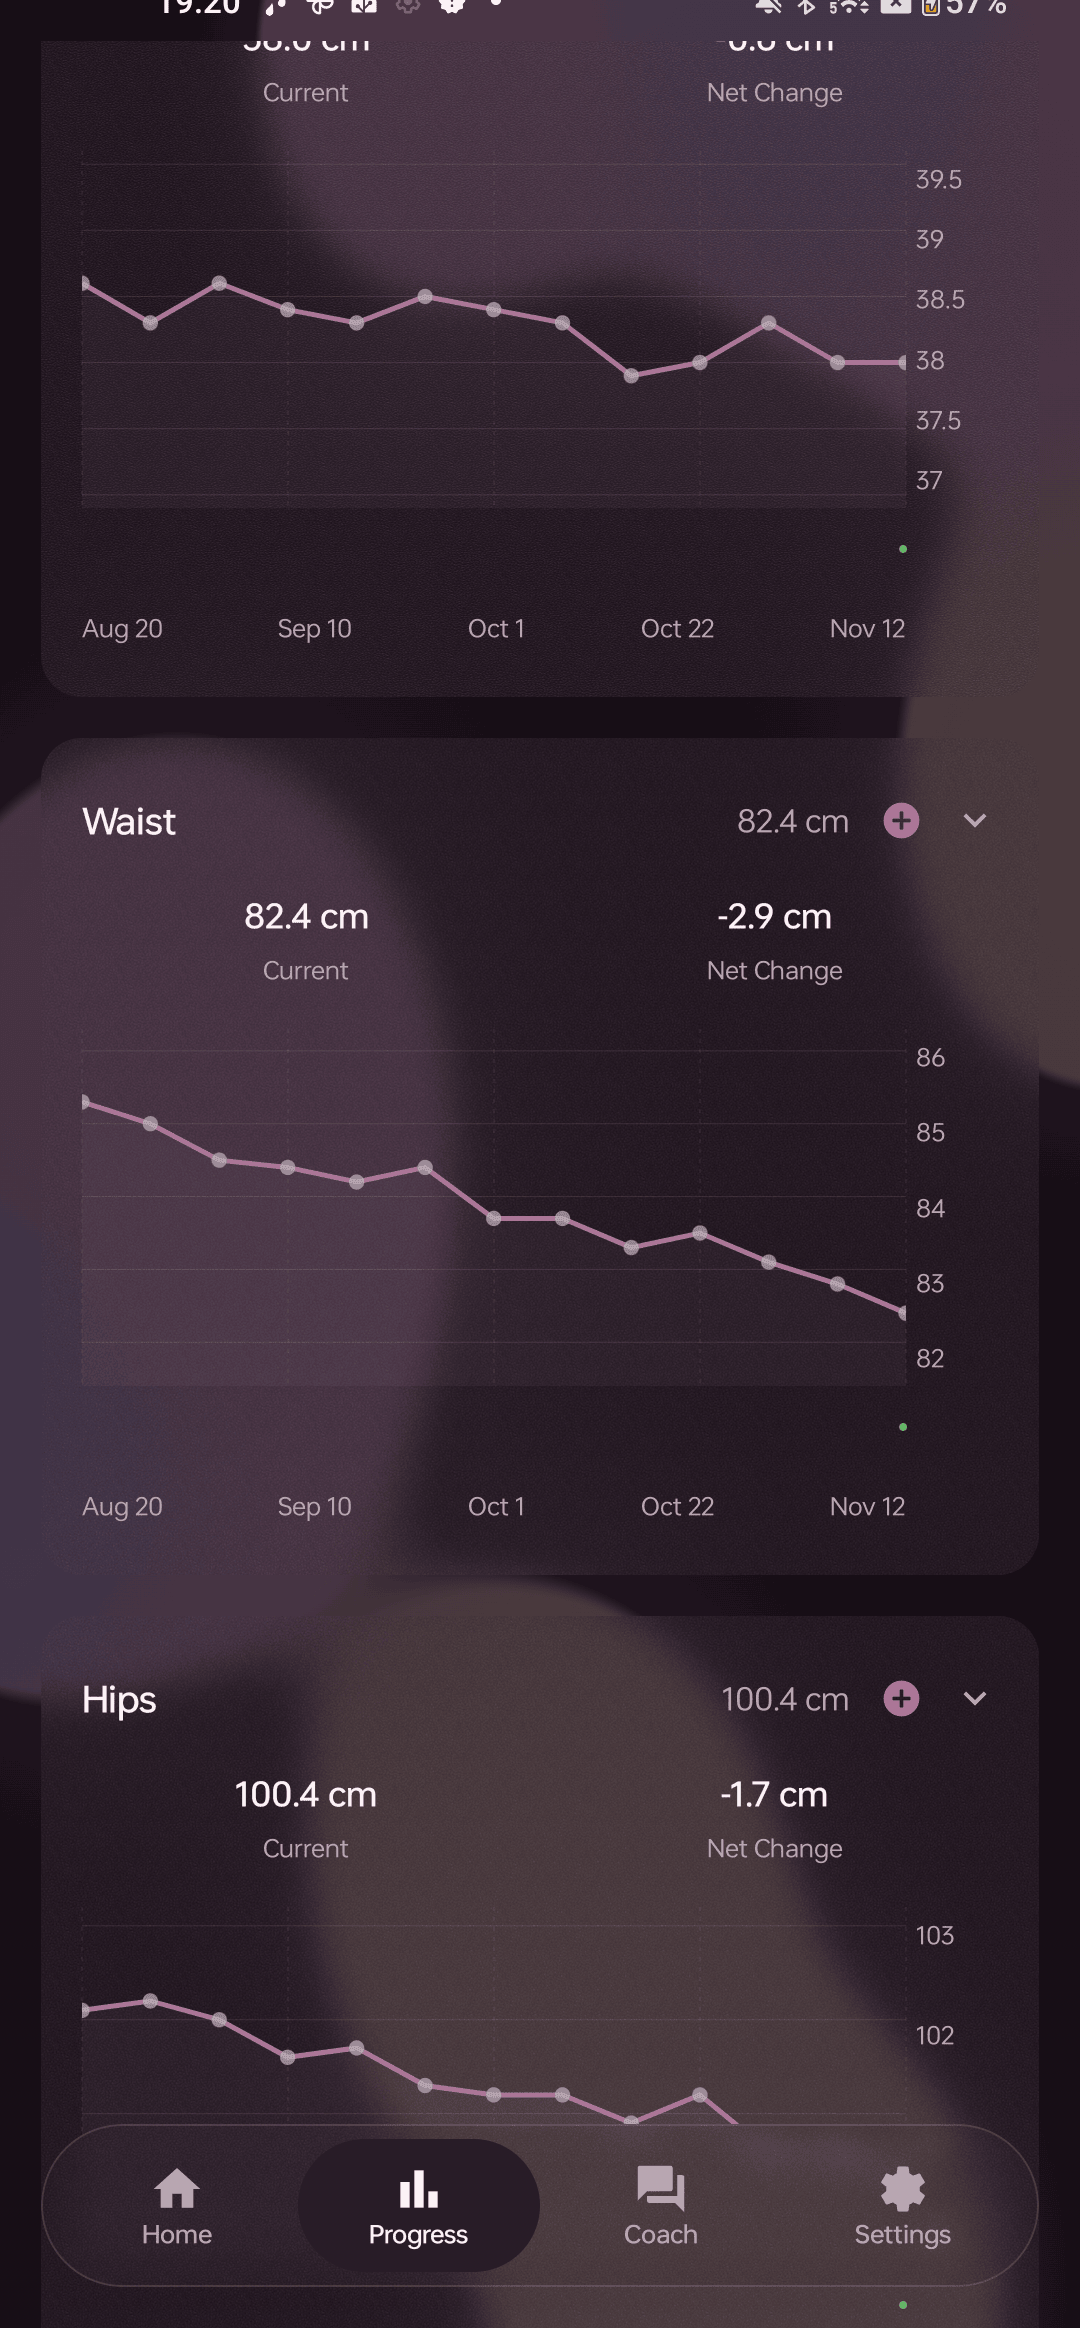 19:20 57%
Current Net Change
39.5
39
38.5
38
37.5
37
Aug 20 Sep 10 Oct 1 Oct 22 Nov 12
Waist 82.4 cm
82.4 cm -2.9 cm
Current Net Change
86
85
84
83
82
Aug 20 Sep 10 Oct 1 Oct 22 Nov 12
Hips 100.4 cm
100.4 cm -1.7 cm
Current Net Change
103
102
Home Progress Coach Settings